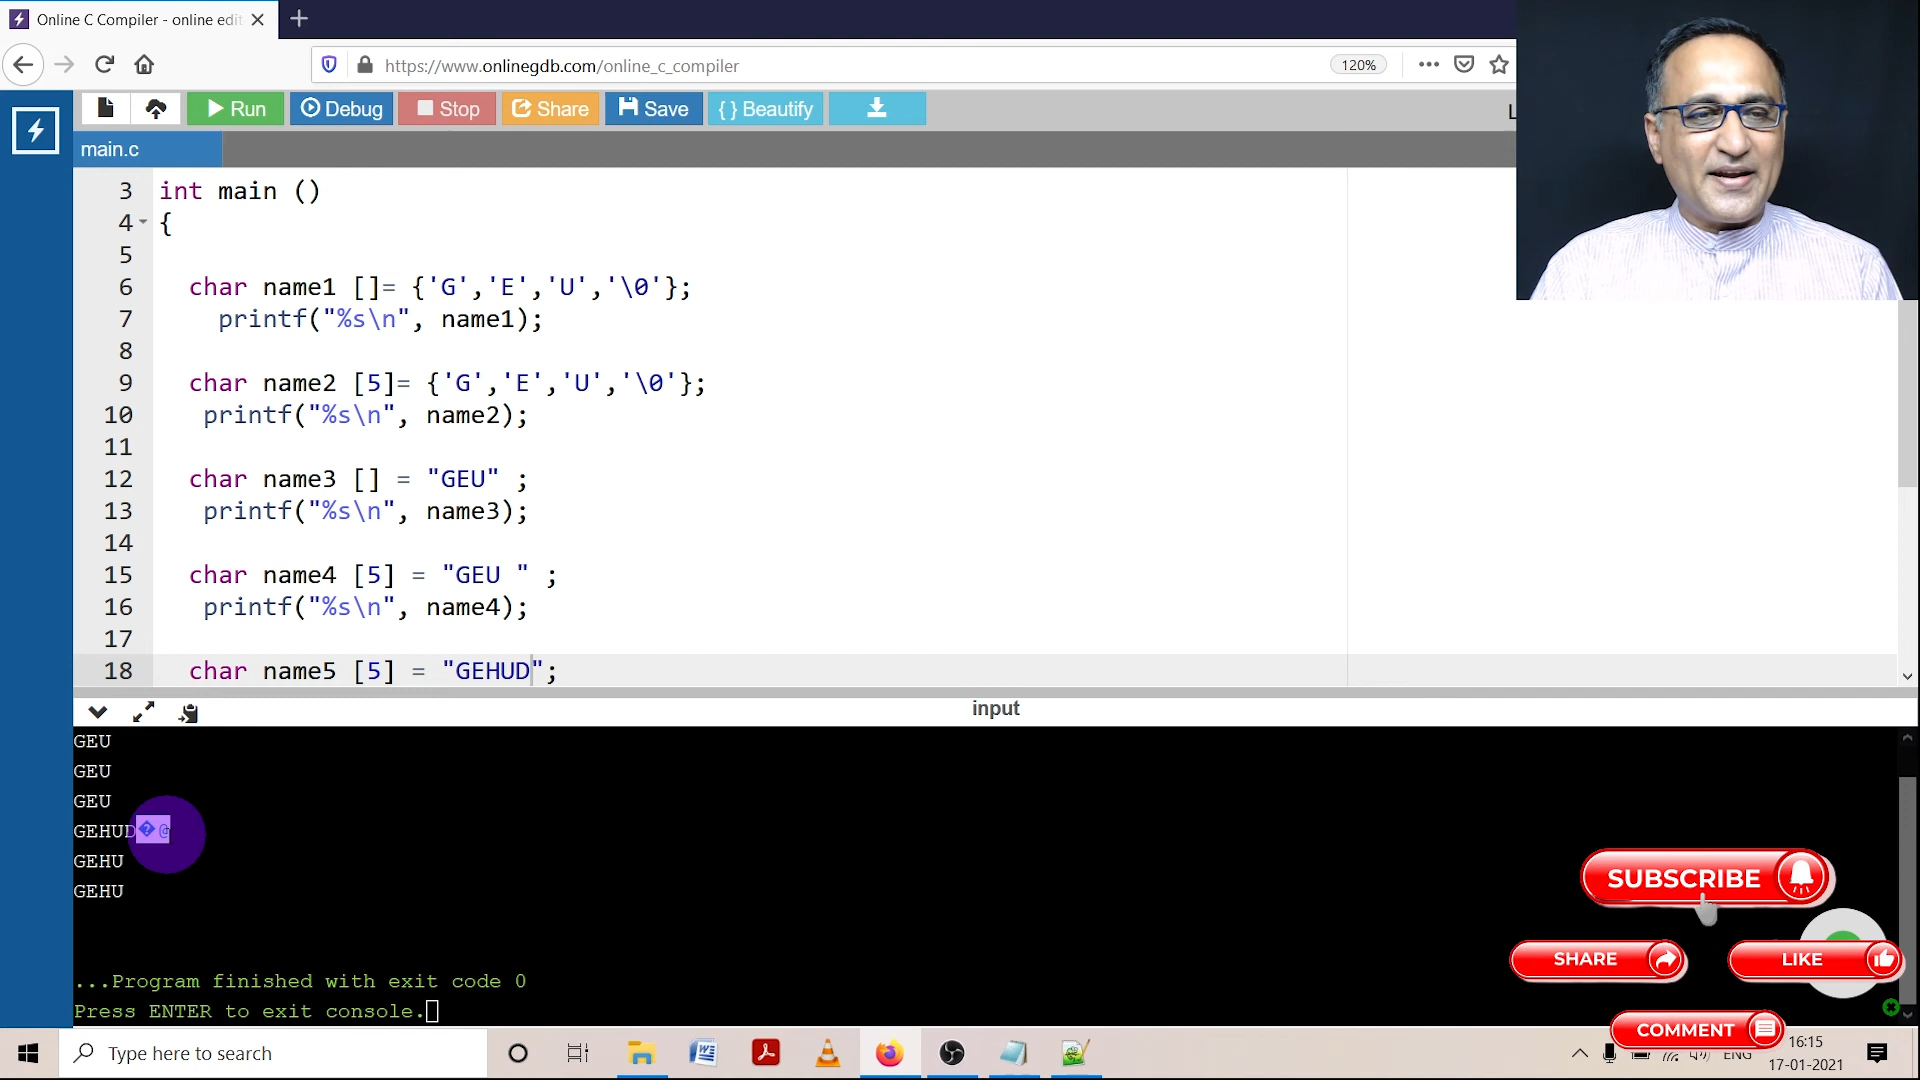 Online C Compiler - online edit
https://www.onlinegdb.com/online_c_compiler
120%
Run
Debug
Stop
Share
Save
{ } Beautify
L
main.c
3 int main ()
4 {
5
6 char name1 []= {'G','E','U','\0'};
7 printf("%s\n", name1);
8
9 char name2 [5]= {'G','E','U','\0'};
10 printf("%s\n", name2);
11
12 char name3 [] = "GEU" ;
13 printf("%s\n", name3);
14
15 char name4 [5] = "GEU " ;
16 printf("%s\n", name4);
17
18 char name5 [5] = "GEHUD";
input
GEU
GEU
GEU
GEHUD�@
GEHU
GEHU
...Program finished with exit code 0
Press ENTER to exit console.
SUBSCRIBE
SHARE
LIKE
COMMENT
Type here to search
ENG
16:15
17-01-2021